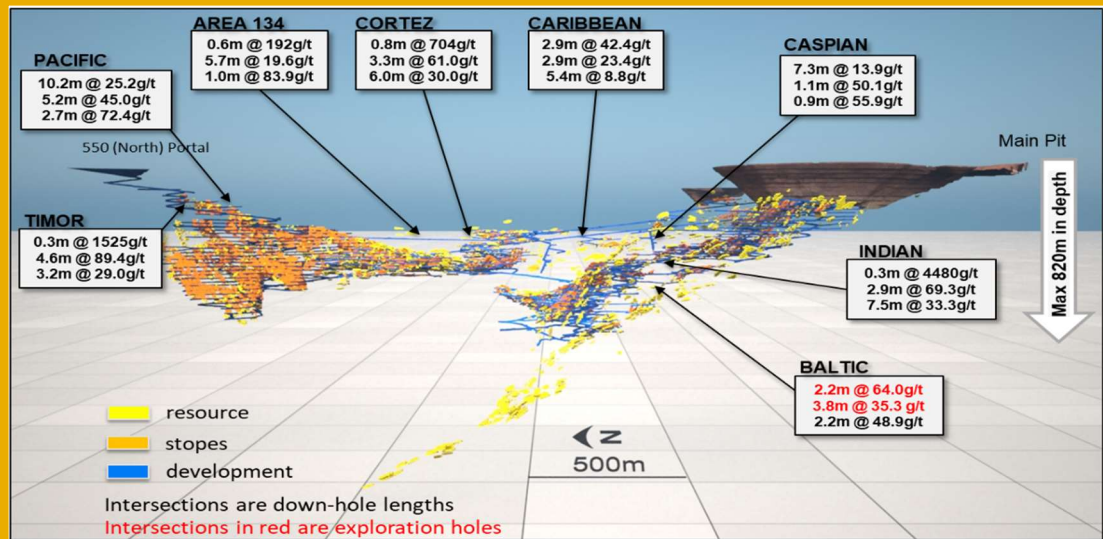 AREA 134
0.6m @ 192g/t
5.7m @ 19.6g/t
1.0m @ 83.9g/t
CORTEZ
0.8m @ 704g/t
3.3m @ 61.0g/t
6.0m @ 30.0g/t
CARIBBEAN
2.9m @ 42.4g/t
2.9m @ 23.4g/t
5.4m @ 8.8g/t
CASPIAN
7.3m @ 13.9g/t
1.1m @ 50.1g/t
0.9m @ 55.9g/t
PACIFIC
10.2m @ 25.2g/t
5.2m @ 45.0g/t
2.7m @ 72.4g/t
550 (North) Portal
Main Pit
Max 820m in depth
TIMOR
0.3m @ 1525g/t
4.6m @ 89.4g/t
3.2m @ 29.0g/t
INDIAN
0.3m @ 4480g/t
2.9m @ 69.3g/t
7.5m @ 33.3g/t
BALTIC
2.2m @ 64.0g/t
3.8m @ 35.3 g/t
2.2m @ 48.9g/t
resource
stopes
development
N
500m
Intersections are down-hole lengths
Intersections in red are exploration holes